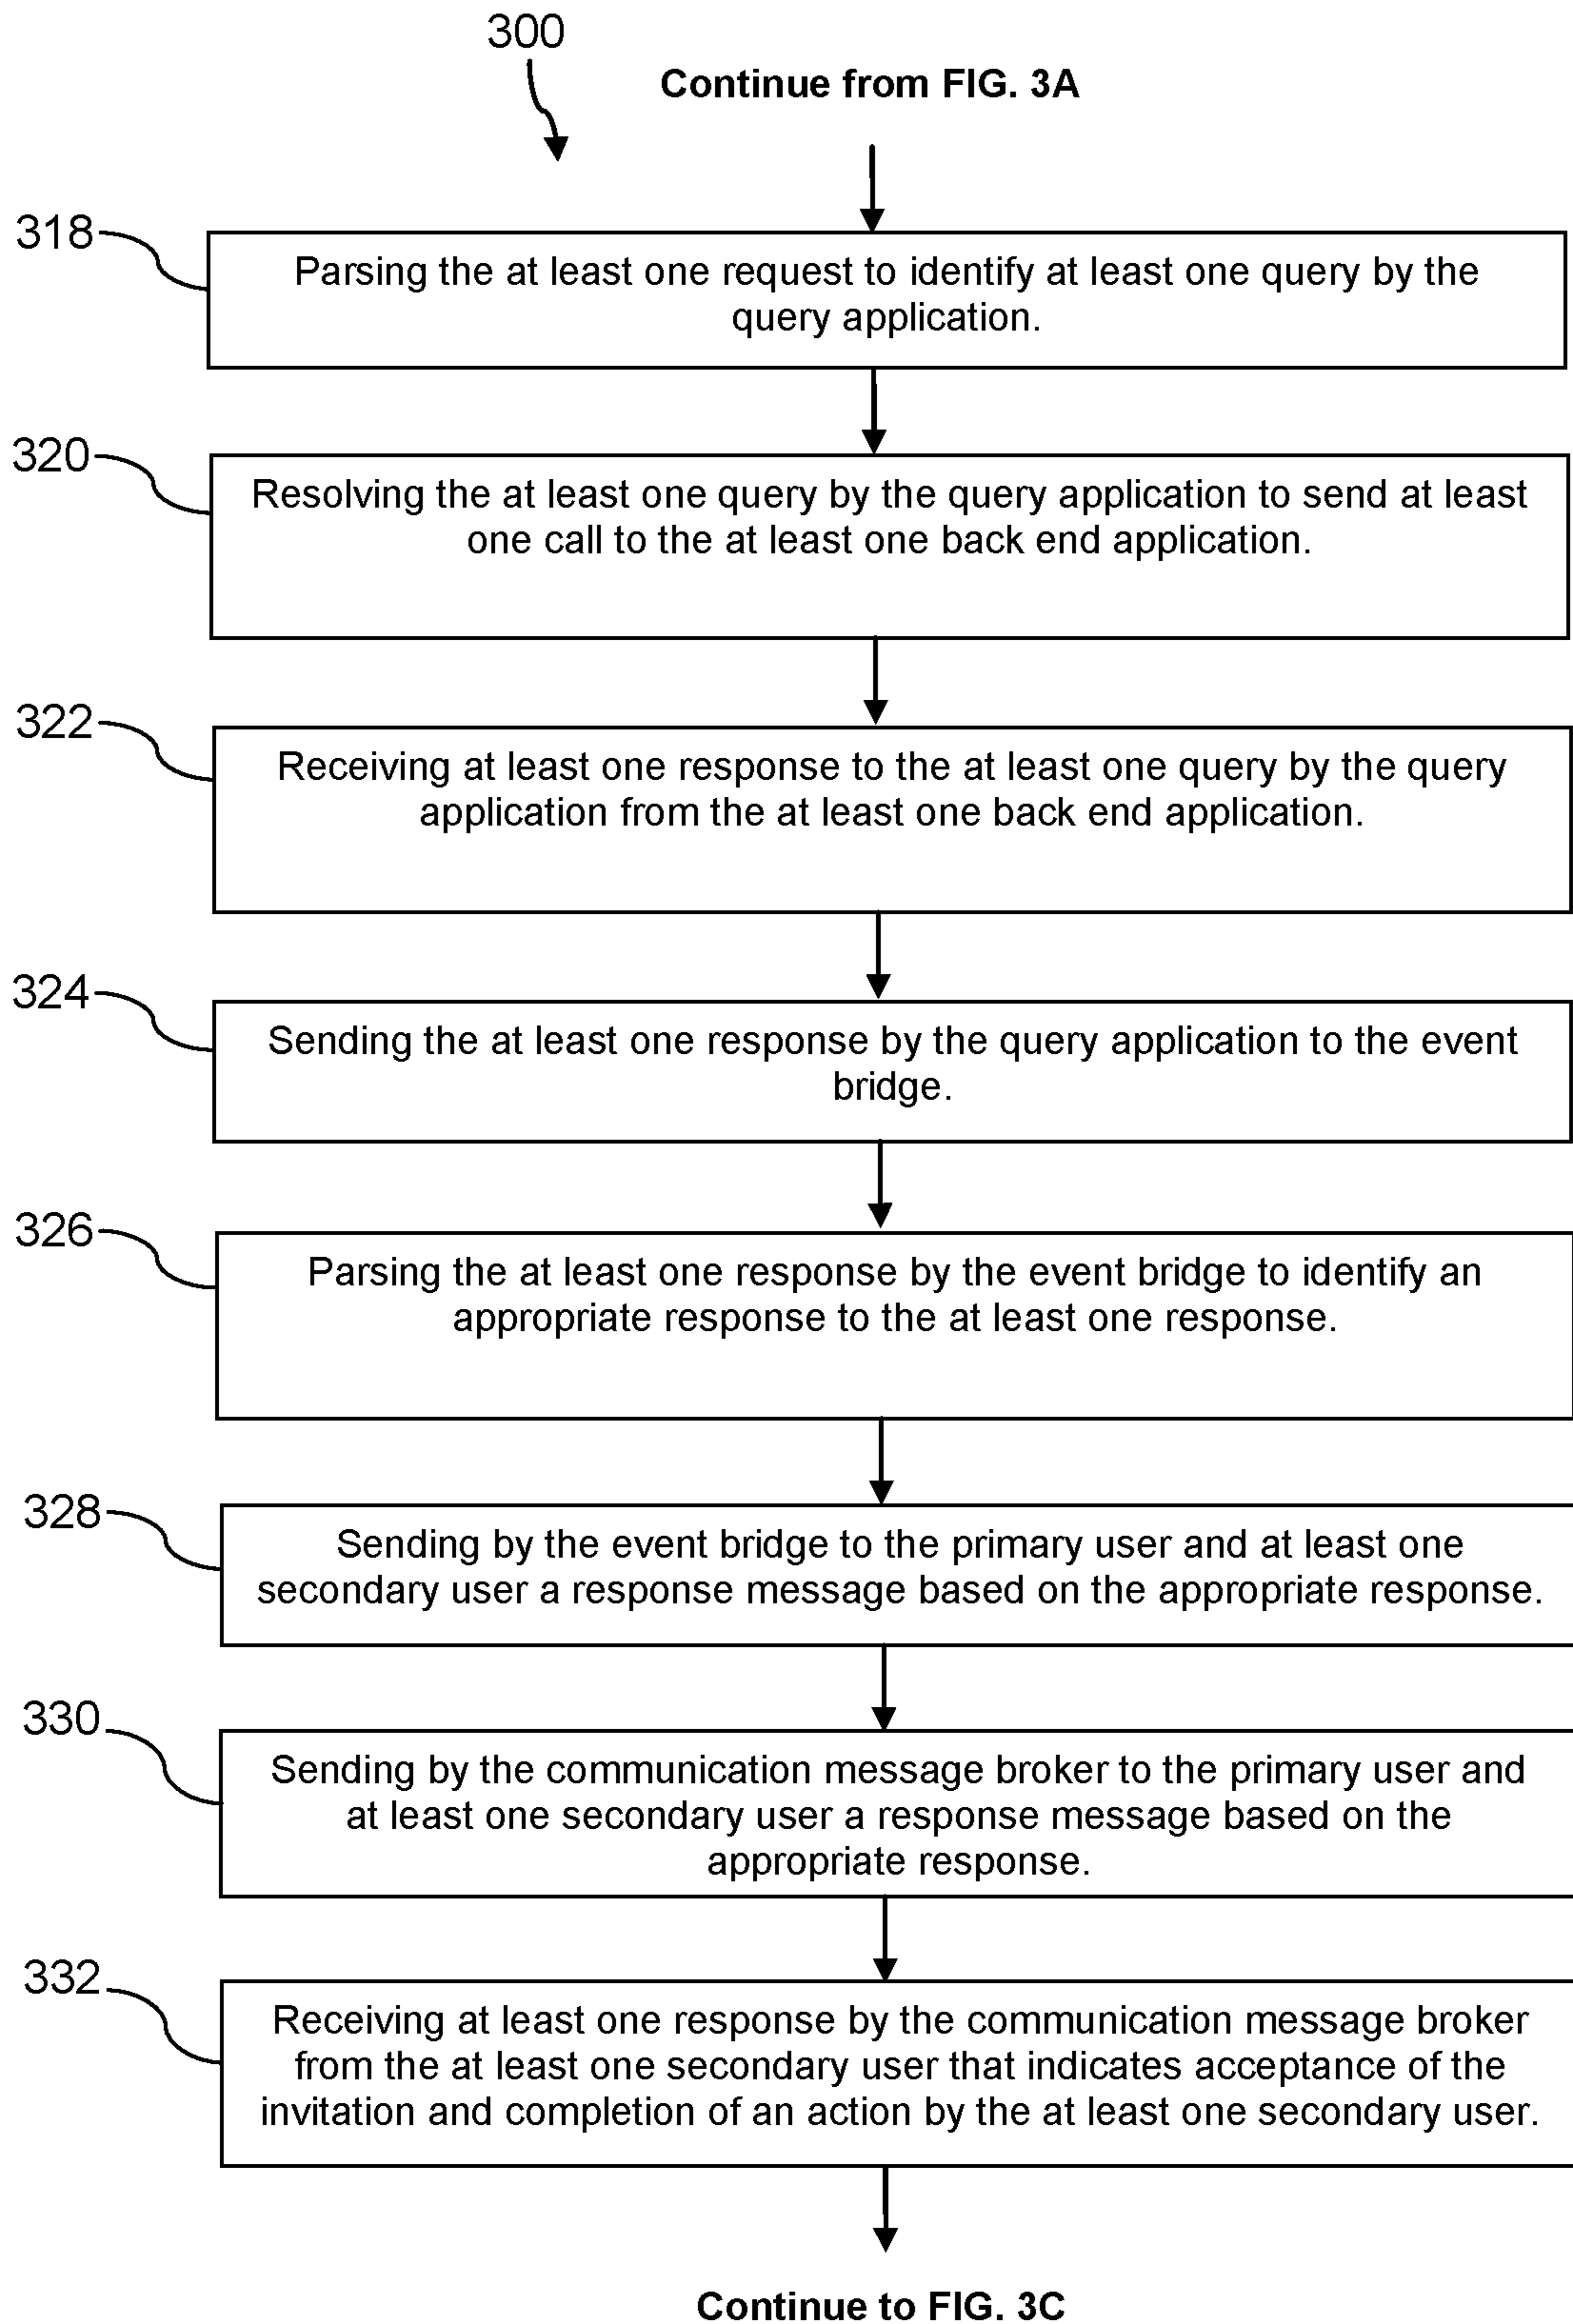 300
Continue from FIG. 3A
318
Parsing the at least one request to identify at least one query by the
query application.
320
Resolving the at least one query by the query application to send at least
one call to the at least one back end application.
322
Receiving at least one response to the at least one query by the query
application from the at least one back end application.
324
Sending the at least one response by the query application to the event
bridge.
326
Parsing the at least one response by the event bridge to identify an
appropriate response to the at least one response.
328
Sending by the event bridge to the primary user and at least one
secondary user a response message based on the appropriate response.
330
Sending by the communication message broker to the primary user and
at least one secondary user a response message based on the
appropriate response.
332
Receiving at least one response by the communication message broker
from the at least one secondary user that indicates acceptance of the
invitation and completion of an action by the at least one secondary user.
Continue to FIG. 3C